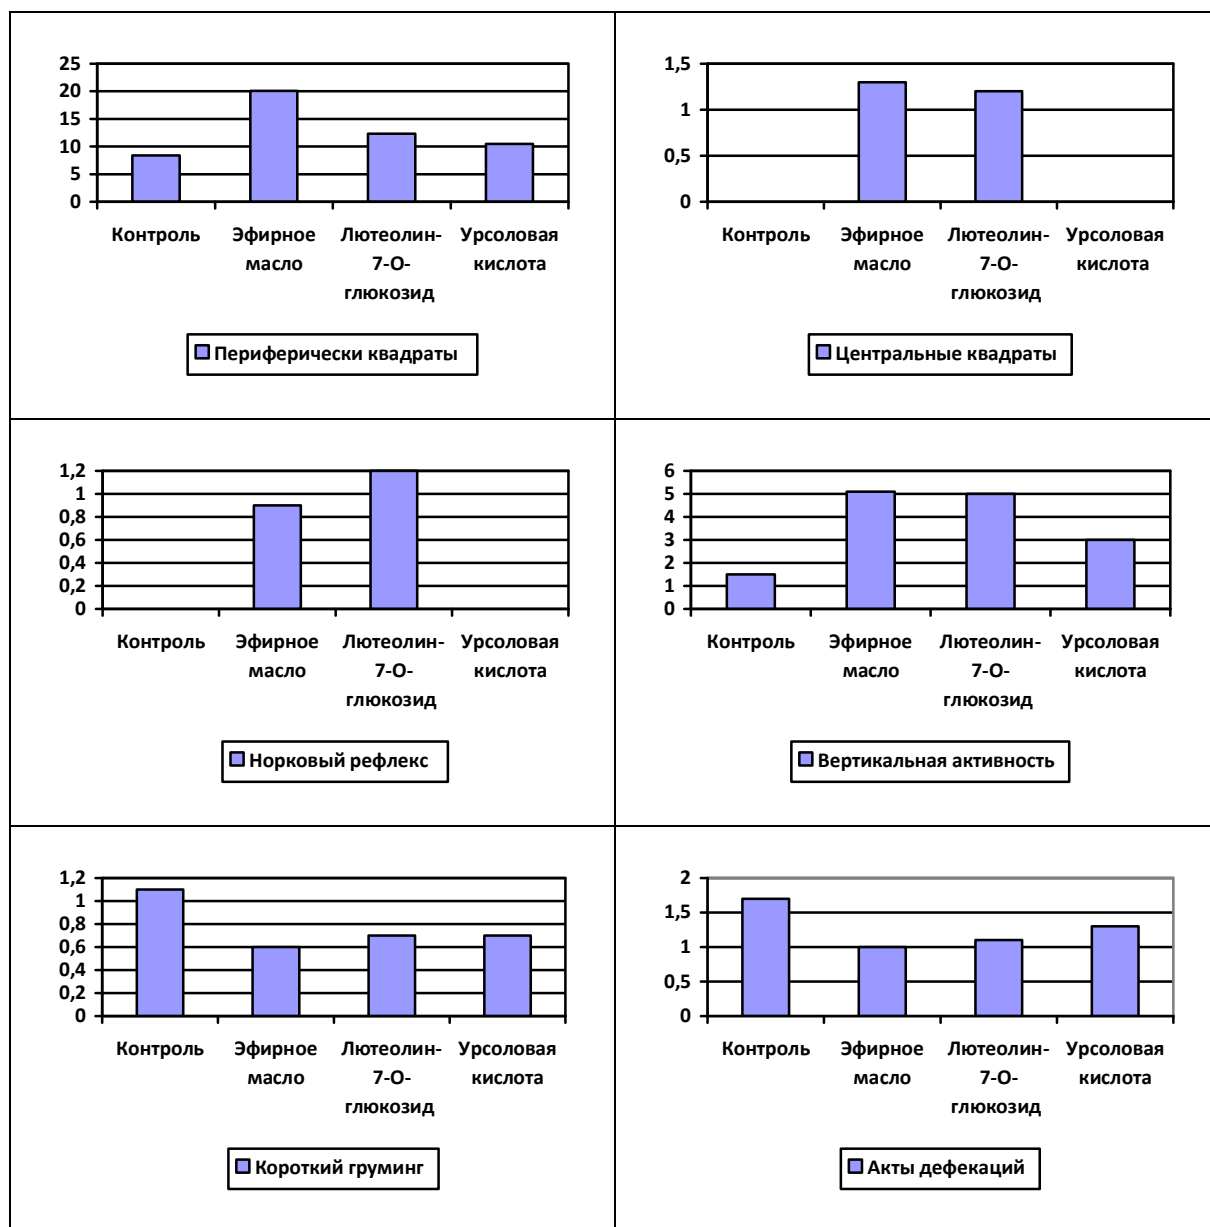 25
20
15
10
5
0
Контроль Эфирное Лютеолин- Урсоловая
масло 7-О- кислота
глюкозид
Периферически квадраты
1,5
1
0,5
0
Контроль Эфирное Лютеолин- Урсоловая
масло 7-О- кислота
глюкозид
Центральные квадраты
1,2
1
0,8
0,6
0,4
0,2
0
Контроль Эфирное Лютеолин- Урсоловая
масло 7-О- кислота
глюкозид
Норковый рефлекс
6
5
4
3
2
1
0
Контроль Эфирное Лютеолин- Урсоловая
масло 7-О- кислота
глюкозид
Вертикальная активность
1,2
1
0,8
0,6
0,4
0,2
0
Контроль Эфирное Лютеолин- Урсоловая
масло 7-О- кислота
глюкозид
Короткий груминг
2
1,5
1
0,5
0
Контроль Эфирное Лютеолин- Урсоловая
масло 7-О- кислота
глюкозид
Акты дефекаций